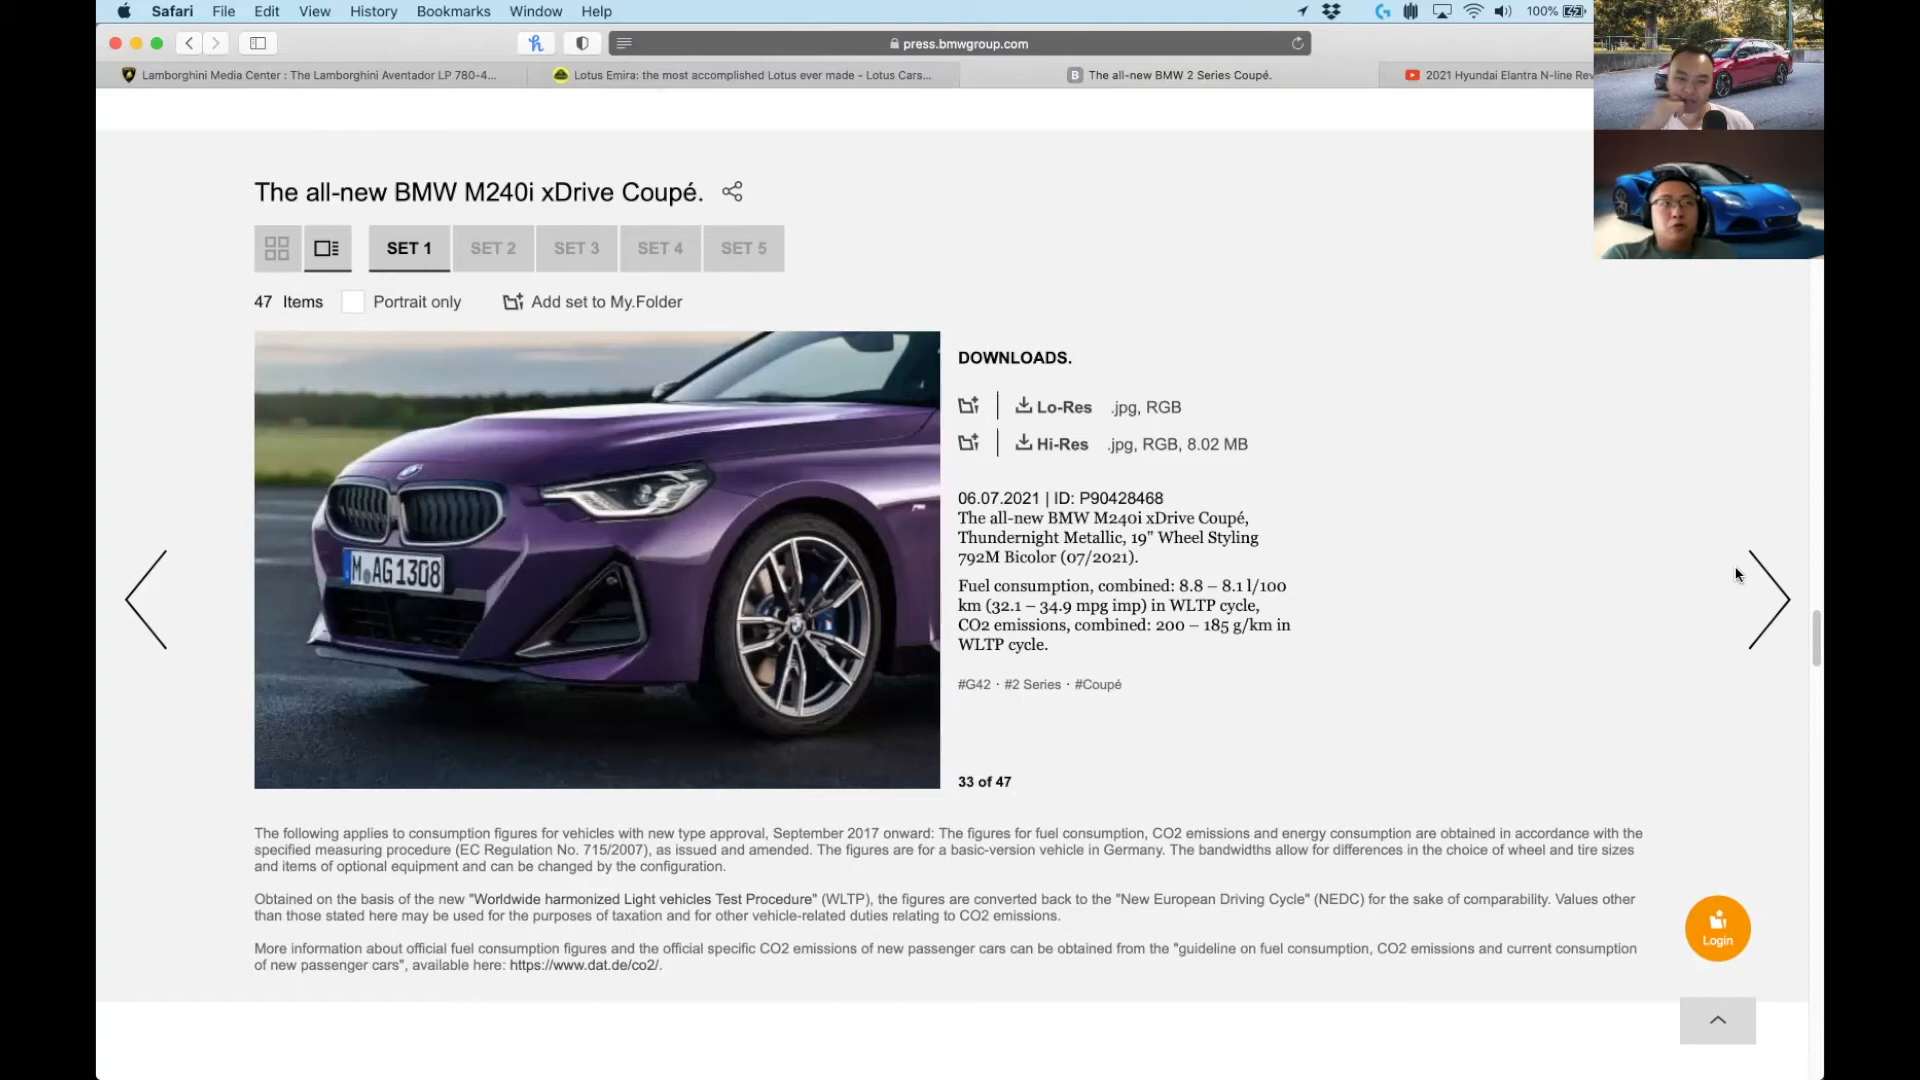 Safari File Edit View History Bookmarks Window Help 100%
press.bmwgroup.com
Lamborghini Media Center : The Lamborghini Aventador LP 780-4... Lotus Emira: the most accomplished Lotus ever made - Lotus Cars... B The all-new BMW 2 Series Coupé. 2021 Hyundai Elantra N-line Rev
The all-new BMW M240i xDrive Coupé.
SET 1 SET 2 SET 3 SET 4 SET 5
47 Items Portrait only Add set to My.Folder
DOWNLOADS.
Lo-Res .jpg, RGB
Hi-Res .jpg, RGB, 8.02 MB
06.07.2021 | ID: P90428468
The all-new BMW M240i xDrive Coupé,
Thundernight Metallic, 19" Wheel Styling
792M Bicolor (07/2021).
Fuel consumption, combined: 8.8 – 8.1 l/100
km (32.1 – 34.9 mpg imp) in WLTP cycle,
CO2 emissions, combined: 200 – 185 g/km in
WLTP cycle.
#G42 · #2 Series · #Coupé
M AG 1308
33 of 47
The following applies to consumption figures for vehicles with new type approval, September 2017 onward: The figures for fuel consumption, CO2 emissions and energy consumption are obtained in accordance with the
specified measuring procedure (EC Regulation No. 715/2007), as issued and amended. The figures are for a basic-version vehicle in Germany. The bandwidths allow for differences in the choice of wheel and tire sizes
and items of optional equipment and can be changed by the configuration.
Obtained on the basis of the new "Worldwide harmonized Light vehicles Test Procedure" (WLTP), the figures are converted back to the "New European Driving Cycle" (NEDC) for the sake of comparability. Values other
than those stated here may be used for the purposes of taxation and for other vehicle-related duties relating to CO2 emissions.
More information about official fuel consumption figures and the official specific CO2 emissions of new passenger cars can be obtained from the "guideline on fuel consumption, CO2 emissions and current consumption
of new passenger cars", available here: https://www.dat.de/co2/.
Login